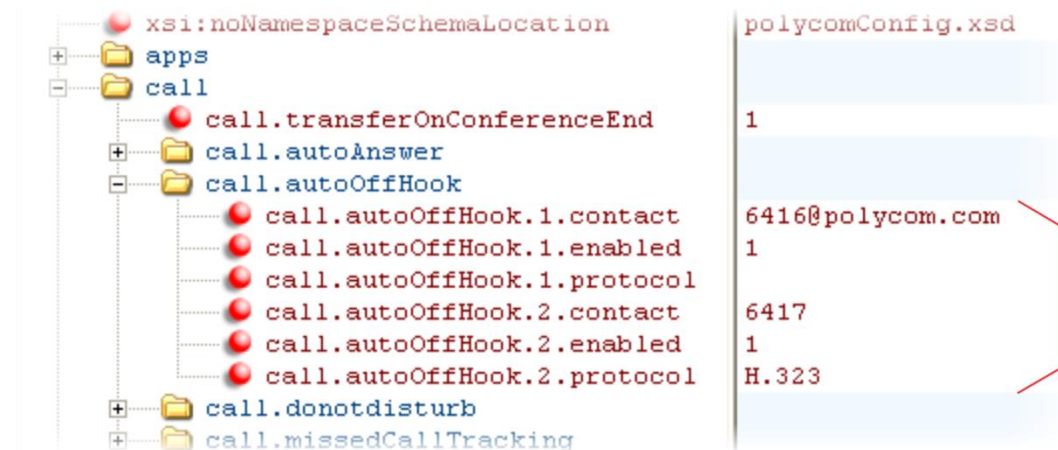 xsi:noNamespaceSchemaLocation polycomConfig.xsd
apps
call
call.transferOnConferenceEnd 1
call.autoAnswer
call.autoOffHook
call.autoOffHook.1.contact 6416@polycom.com
call.autoOffHook.1.enabled 1
call.autoOffHook.1.protocol
call.autoOffHook.2.contact 6417
call.autoOffHook.2.enabled 1
call.autoOffHook.2.protocol H.323
call.donotdisturb
call.missedCallTracking